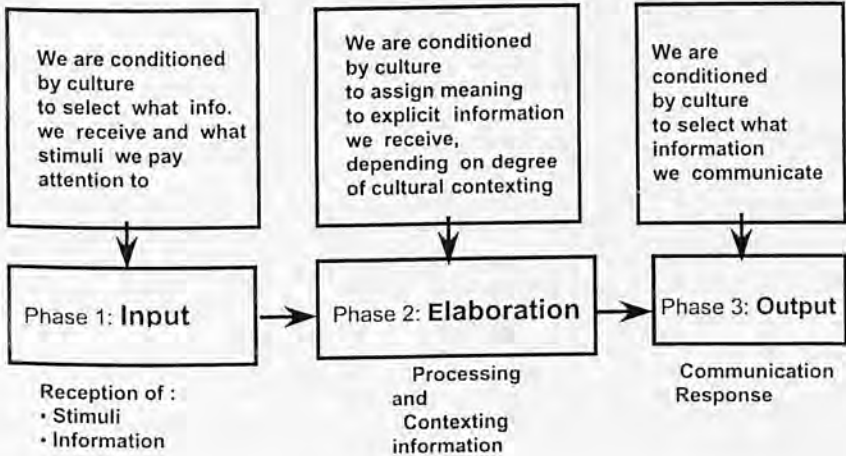 We are conditioned
by culture
to select what info.
we receive and what
stimuli we pay
attention to
We are conditioned
by culture
to assign meaning
to explicit information
we receive,
depending on degree
of cultural contexting
We are
conditioned
by culture
to select what
information
we communicate
Phase 1: Input
Phase 2: Elaboration
Phase 3: Output
Reception of :
• Stimuli
• Information
Processing
and
Contexting
information
Communication
Response